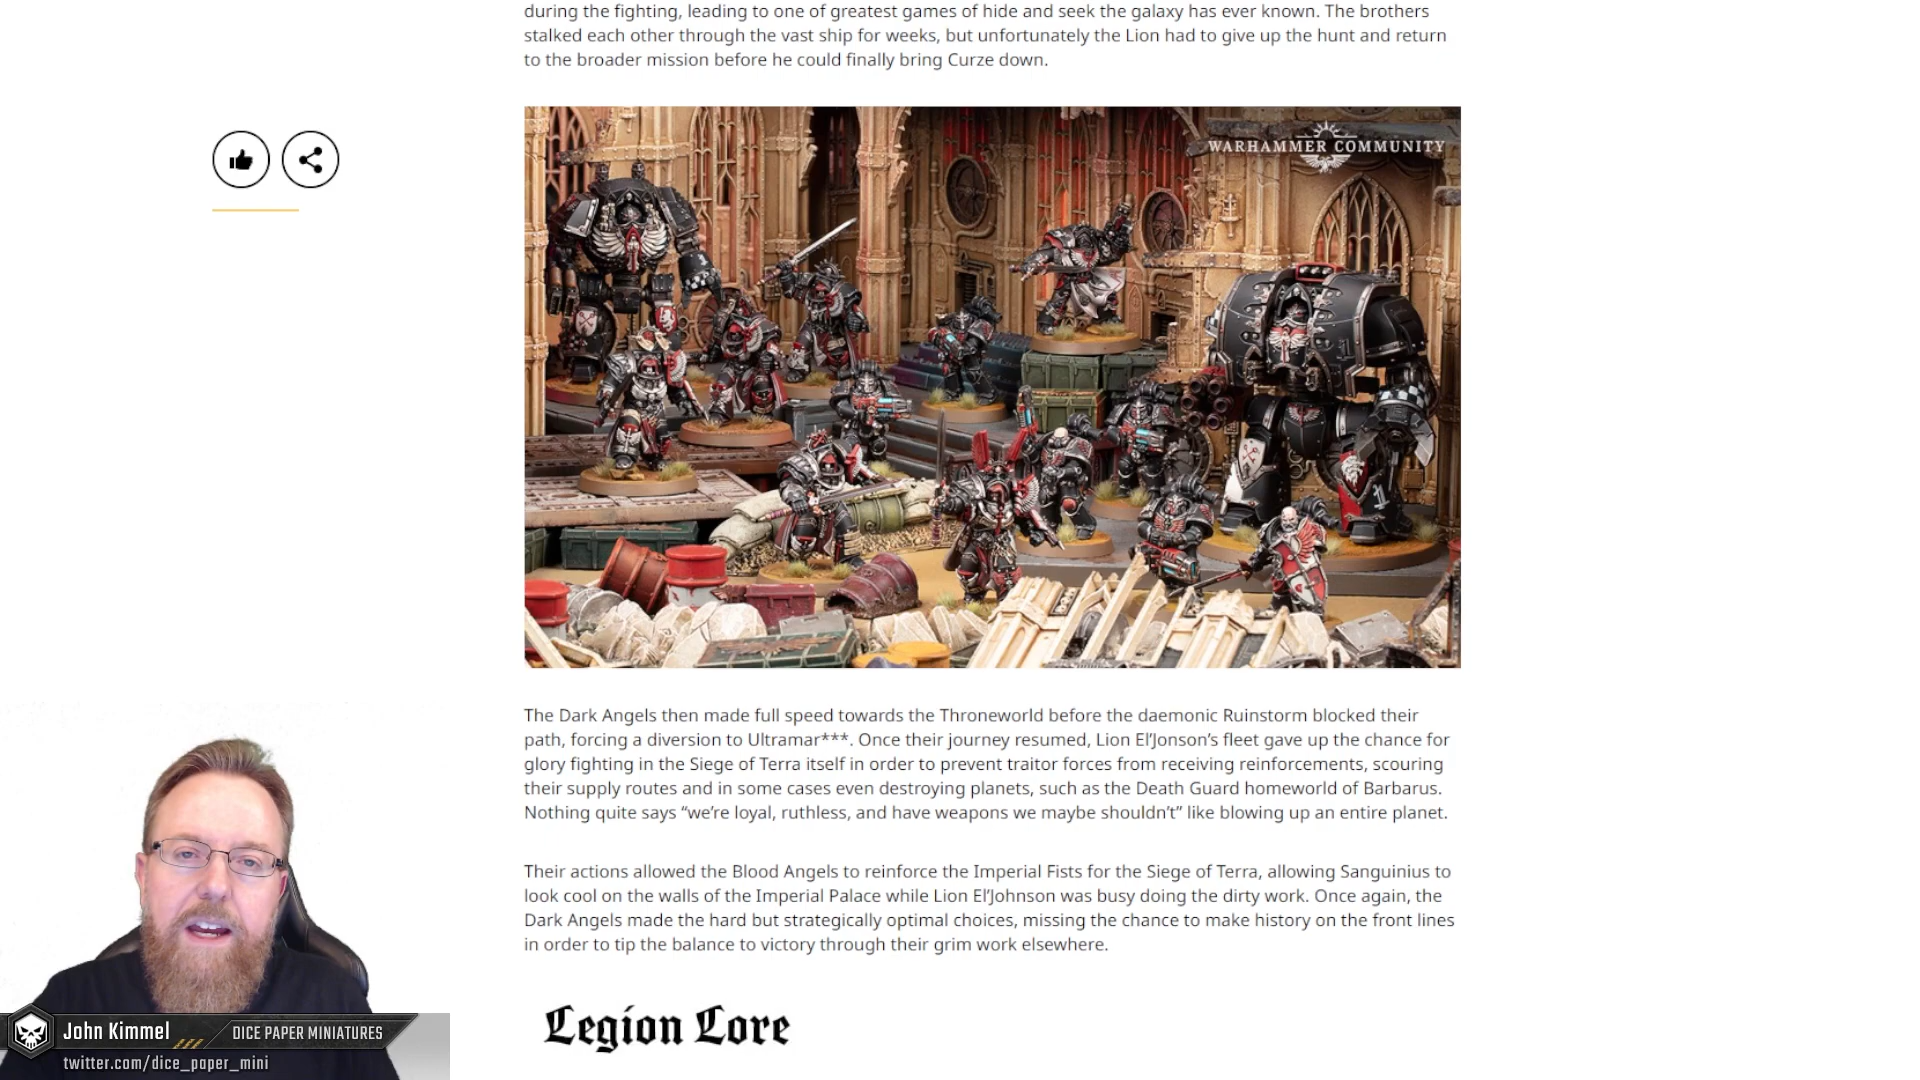 during the fighting, leading to one of greatest games of hide and seek the galaxy has ever known. The brothers
stalked each other through the vast ship for weeks, but unfortunately the Lion had to give up the hunt and return
to the broader mission before he could finally bring Curze down.
WARHAMMER COMMUNITY
The Dark Angels then made full speed towards the Throneworld before the daemonic Ruinstorm blocked their
path, forcing a diversion to Ultramar***. Once their journey resumed, Lion El’Jonson’s fleet gave up the chance for
glory fighting in the Siege of Terra itself in order to prevent traitor forces from receiving reinforcements, scouring
their supply routes and in some cases even destroying planets, such as the Death Guard homeworld of Barbarus.
Nothing quite says “we’re loyal, ruthless, and have weapons we maybe shouldn’t” like blowing up an entire planet.
Their actions allowed the Blood Angels to reinforce the Imperial Fists for the Siege of Terra, allowing Sanguinius to
look cool on the walls of the Imperial Palace while Lion El’Johnson was busy doing the dirty work. Once again, the
Dark Angels made the hard but strategically optimal choices, missing the chance to make history on the front lines
in order to tip the balance to victory through their grim work elsewhere.
Legion Lore
John Kimmel
DICE PAPER MINIATURES
twitter.com/dice_paper_mini